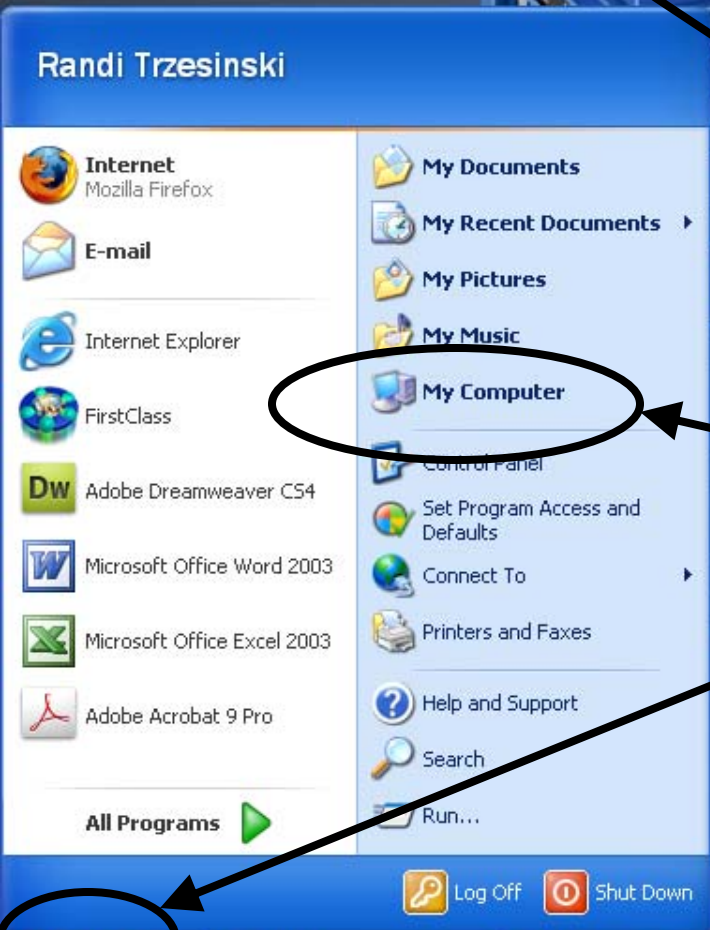 Randi Trzesinski
Internet
Mozilla Firefox
E-mail
Internet Explorer
FirstClass
Dw Adobe Dreamweaver CS4
W Microsoft Office Word 2003
Microsoft Office Excel 2003
Adobe Acrobat 9 Pro
All Programs
My Documents
My Recent Documents
My Pictures
My Music
My Computer
Control Panel
Set Program Access and
Defaults
Connect To
Printers and Faxes
Help and Support
Search
Run...
Log Off
Shut Down